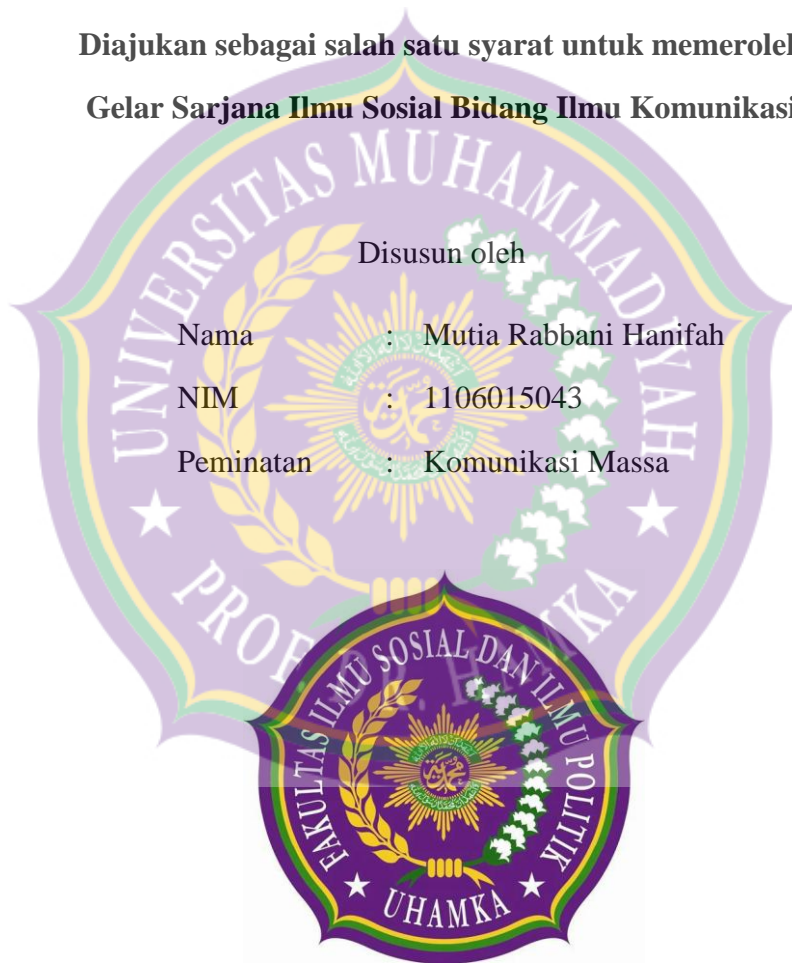 Diajukan sebagai salah satu syarat untuk memeroleh
Gelar Sarjana Ilmu Sosial Bidang Ilmu Komunikasi
UNIVERSITAS MUHAMMADIYAH
Disusun oleh
Nama : Mutia Rabbani Hanifah
NIM : 1106015043
Peminatan : Komunikasi Massa
PROF. DR. HAMKA
FAKULTAS ILMU SOSIAL DAN ILMU POLITIK
UHAMKA